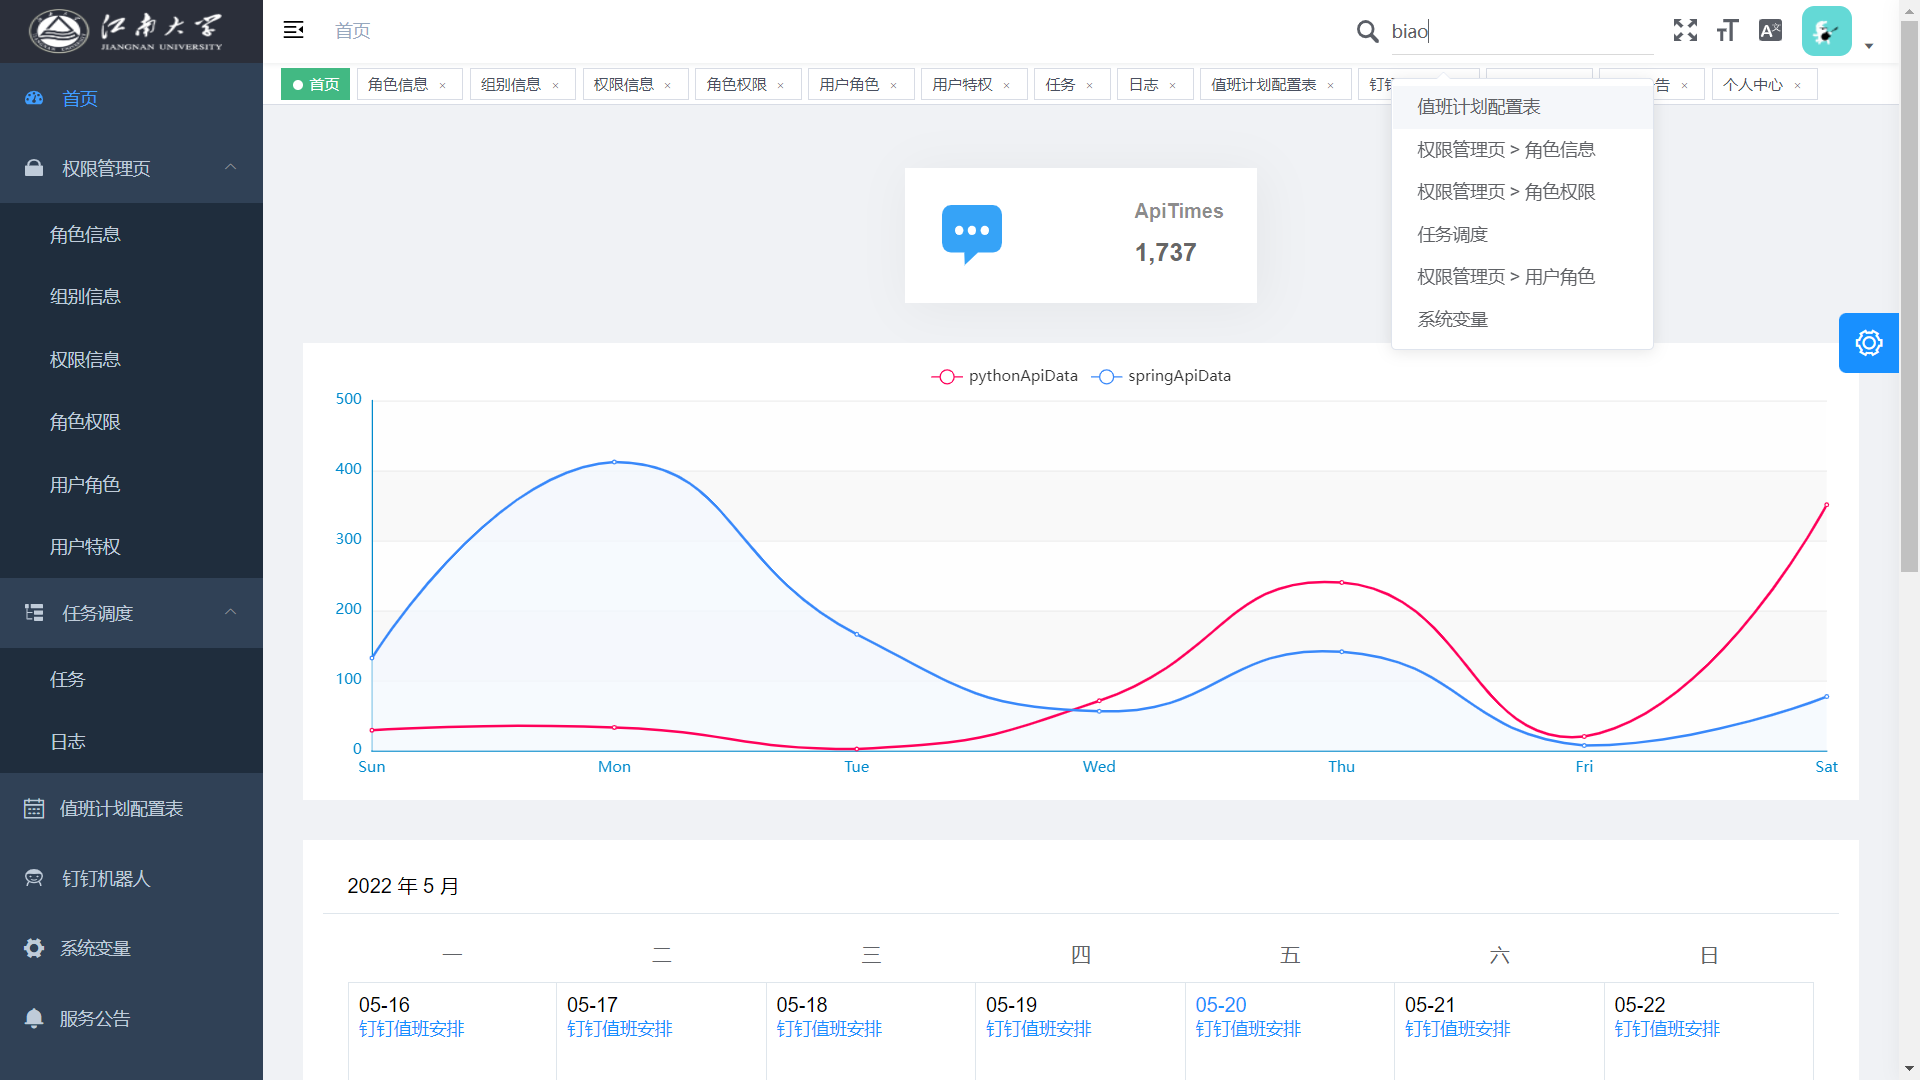 江南大学
JIANGNAN UNIVERSITY
首页
biao
首页
角色信息
组别信息
权限信息
角色权限
用户角色
用户特权
任务
日志
值班计划配置表
钉
告
个人中心
首页
权限管理页
角色信息
组别信息
权限信息
角色权限
用户角色
用户特权
任务调度
任务
日志
值班计划配置表
钉钉机器人
系统变量
服务公告
值班计划配置表
权限管理页 > 角色信息
权限管理页 > 角色权限
任务调度
权限管理页 > 用户角色
系统变量
ApiTimes
1,737
pythonApiData
springApiData
500
400
300
200
100
0
Sun Mon Tue Wed Thu Fri Sat
2022 年 5 月
一 二 三 四 五 六 日
05-16 05-17 05-18 05-19 05-20 05-21 05-22
钉钉值班安排 钉钉值班安排 钉钉值班安排 钉钉值班安排 钉钉值班安排 钉钉值班安排 钉钉值班安排